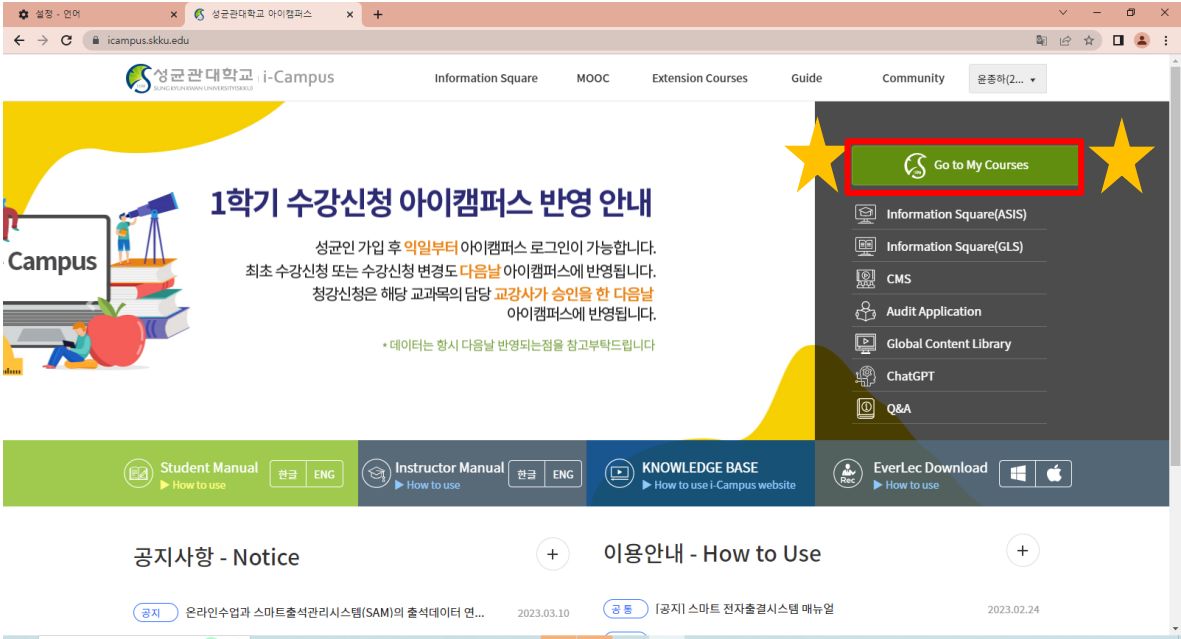 설정 - 언어
성균관대학교 아이캠퍼스
icampus.skku.edu
성균관대학교 i-Campus
SUNG KYUN KWAN UNIVERSITY(SKKU)
Information Square MOOC Extension Courses Guide Community 윤종하(2...
Go to My Courses
Information Square(ASIS)
Information Square(GLS)
CMS
Audit Application
Global Content Library
ChatGPT
Q&A
Campus
1학기 수강신청 아이캠퍼스 반영 안내
성균인 가입 후 익일부터 아이캠퍼스 로그인이 가능합니다.
최초 수강신청 또는 수강신청 변경도 다음날 아이캠퍼스에 반영됩니다.
청강신청은 해당 교과목의 담당 교강사가 승인을 한 다음날
아이캠퍼스에 반영됩니다.
* 데이터는 항시 다음날 반영되는점을 참고부탁드립니다
Student Manual 한글 ENG
▶ How to use
Instructor Manual 한글 ENG
▶ How to use
KNOWLEDGE BASE
▶ How to use i-Campus website
Rec
EverLec Download
▶ How to use
공지사항 - Notice +
공지 온라인수업과 스마트출석관리시스템(SAM)의 출석데이터 연... 2023.03.10
이용안내 - How to Use +
공통 [공지] 스마트 전자출결시스템 매뉴얼 2023.02.24